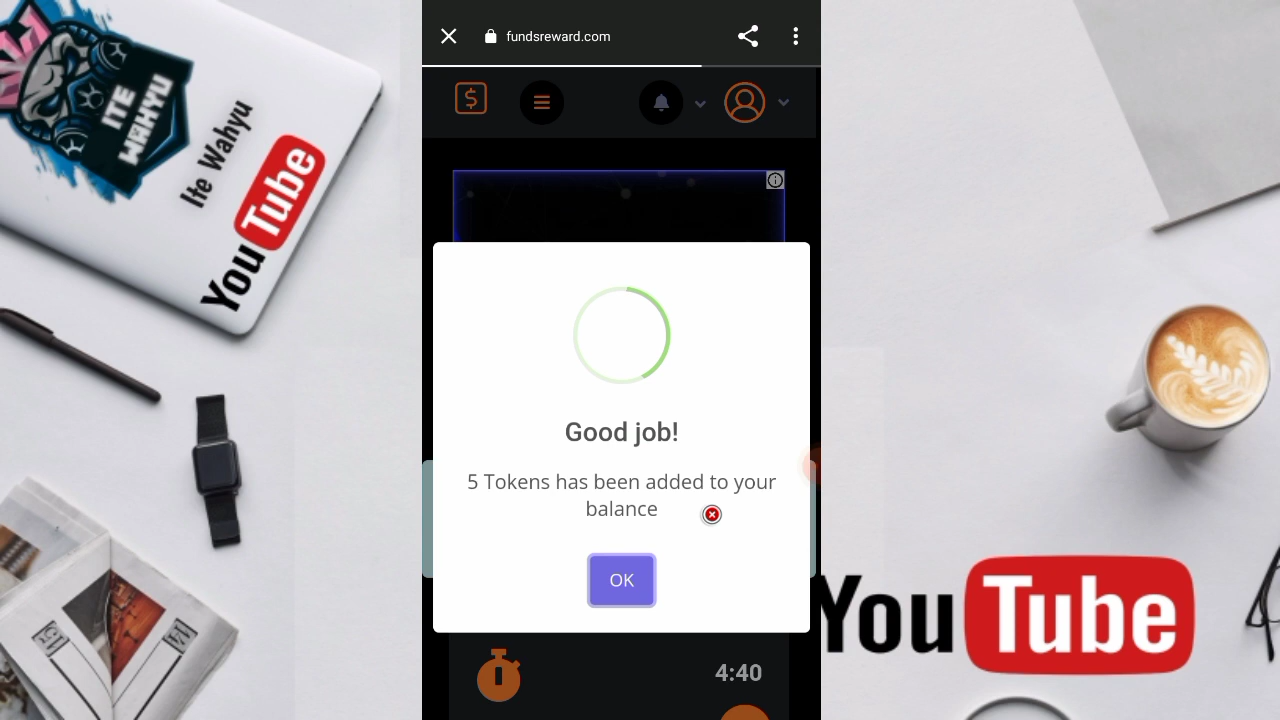 ITE
WAHYU
Ite Wahyu
YouTube
fundsreward.com
Good job!
5 Tokens has been added to your
balance
OK
4:40
YouTube